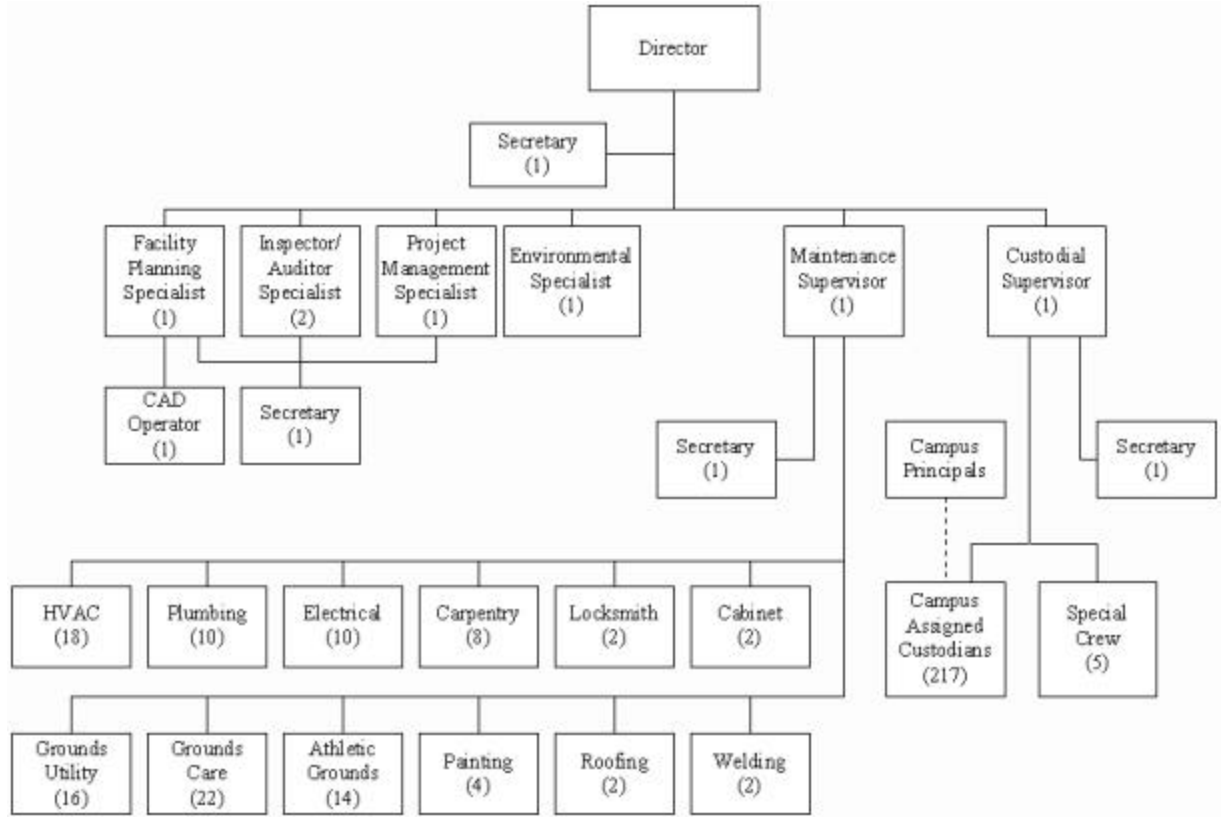 Director
Secretary
(1)
Facility
Planning
Specialist
(1)
Inspector/
Auditor
Specialist
(2)
Project
Management
Specialist
(1)
Environmental
Specialist
(1)
Maintenance
Supervisor
(1)
Custodial
Supervisor
(1)
CAD
Operator
(1)
Secretary
(1)
Secretary
(1)
Campus
Principals
Secretary
(1)
HVAC
(18)
Plumbing
(10)
Electrical
(10)
Carpentry
(8)
Locksmith
(2)
Cabinet
(2)
Campus
Assigned
Custodians
(217)
Special
Crew
(5)
Grounds
Utility
(16)
Grounds
Care
(22)
Athletic
Grounds
(14)
Painting
(4)
Roofing
(2)
Welding
(2)